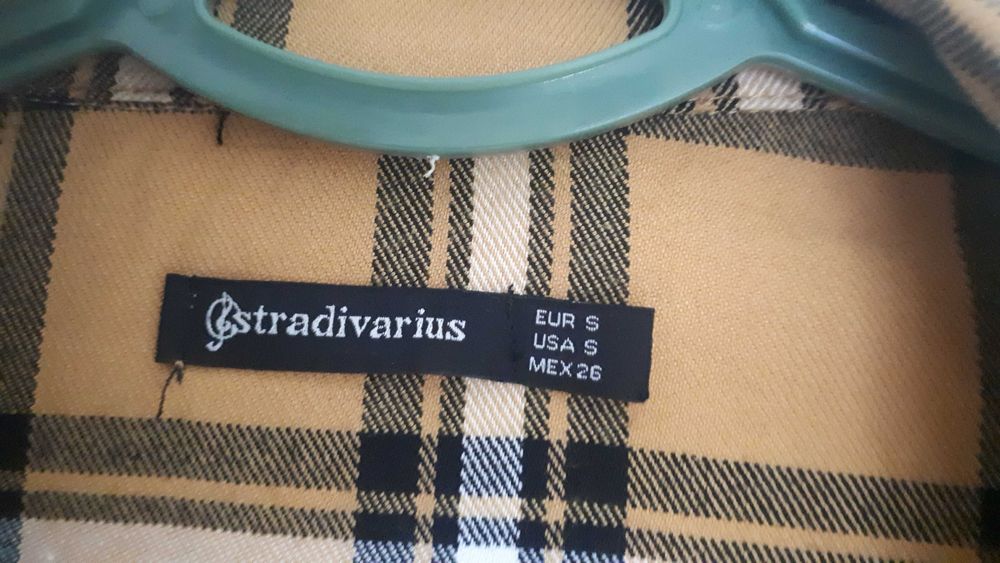 stradivarius
EUR S
USA S
MEX 26